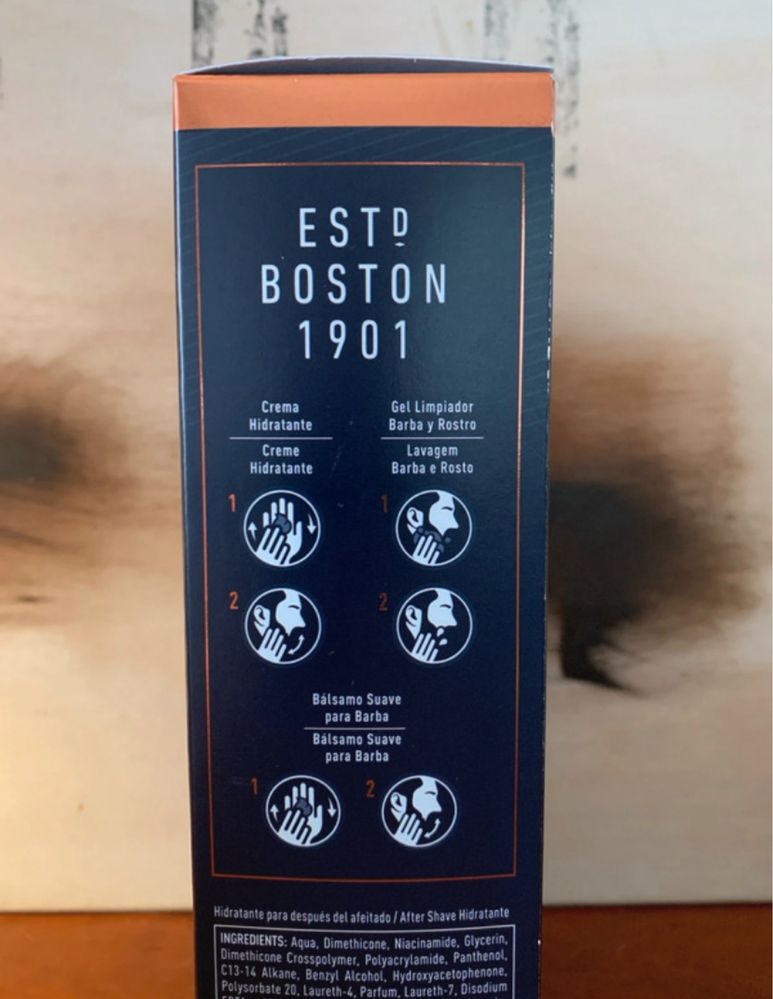 ESTD
BOSTON
1901
Crema
Hidratante
Creme
Hidratante
1
2
Gel Limpiador
Barba y Rostro
Lavagem
Barba e Rosto
1
2
Bálsamo Suave
para Barba
Bálsamo Suave
para Barba
1
2
Hidratante para después del afeitado / After Shave Hidratante
INGREDIENTS: Aqua, Dimethicone, Niacinamide, Glycerin,
Dimethicone Crosspolymer, Polyacrylamide, Panthenol,
C13-14 Alkane, Benzyl Alcohol, Hydroxyacetophenone,
Polysorbate 20, Laureth-4, Parfum, Laureth-7, Disodium